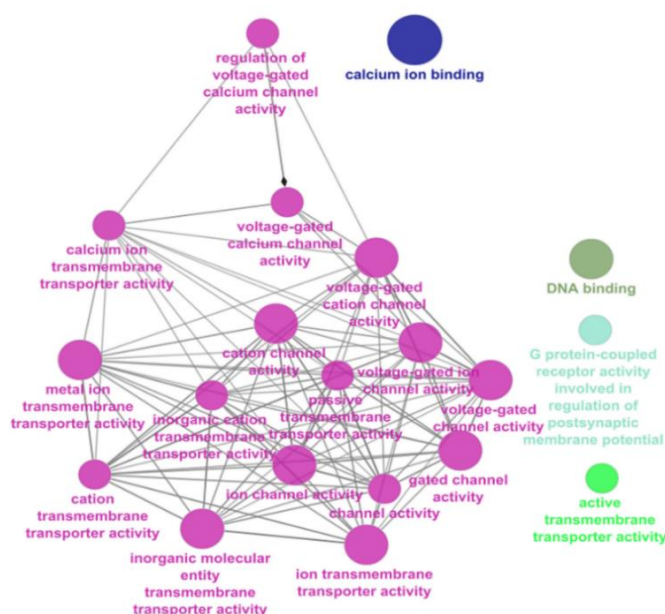 regulation of
voltage-gated
calcium channel
activity
calcium ion binding
voltage-gated
calcium channel
activity
calcium ion
transmembrane
transporter activity
voltage-gated
cation channel
activity
DNA binding
cation channel
activity
voltage-gated ion
channel activity
G protein-coupled
receptor activity
involved in
regulation of
postsynaptic
membrane potential
metal ion
transmembrane
transporter activity
inorganic cation
transmembrane
transporter activity
passive
transmembrane
transporter activity
voltage-gated
channel activity
cation
transmembrane
transporter activity
ion channel activity
channel activity
gated channel
activity
active
transmembrane
transporter activity
inorganic molecular
entity
transmembrane
transporter activity
ion transmembrane
transporter activity